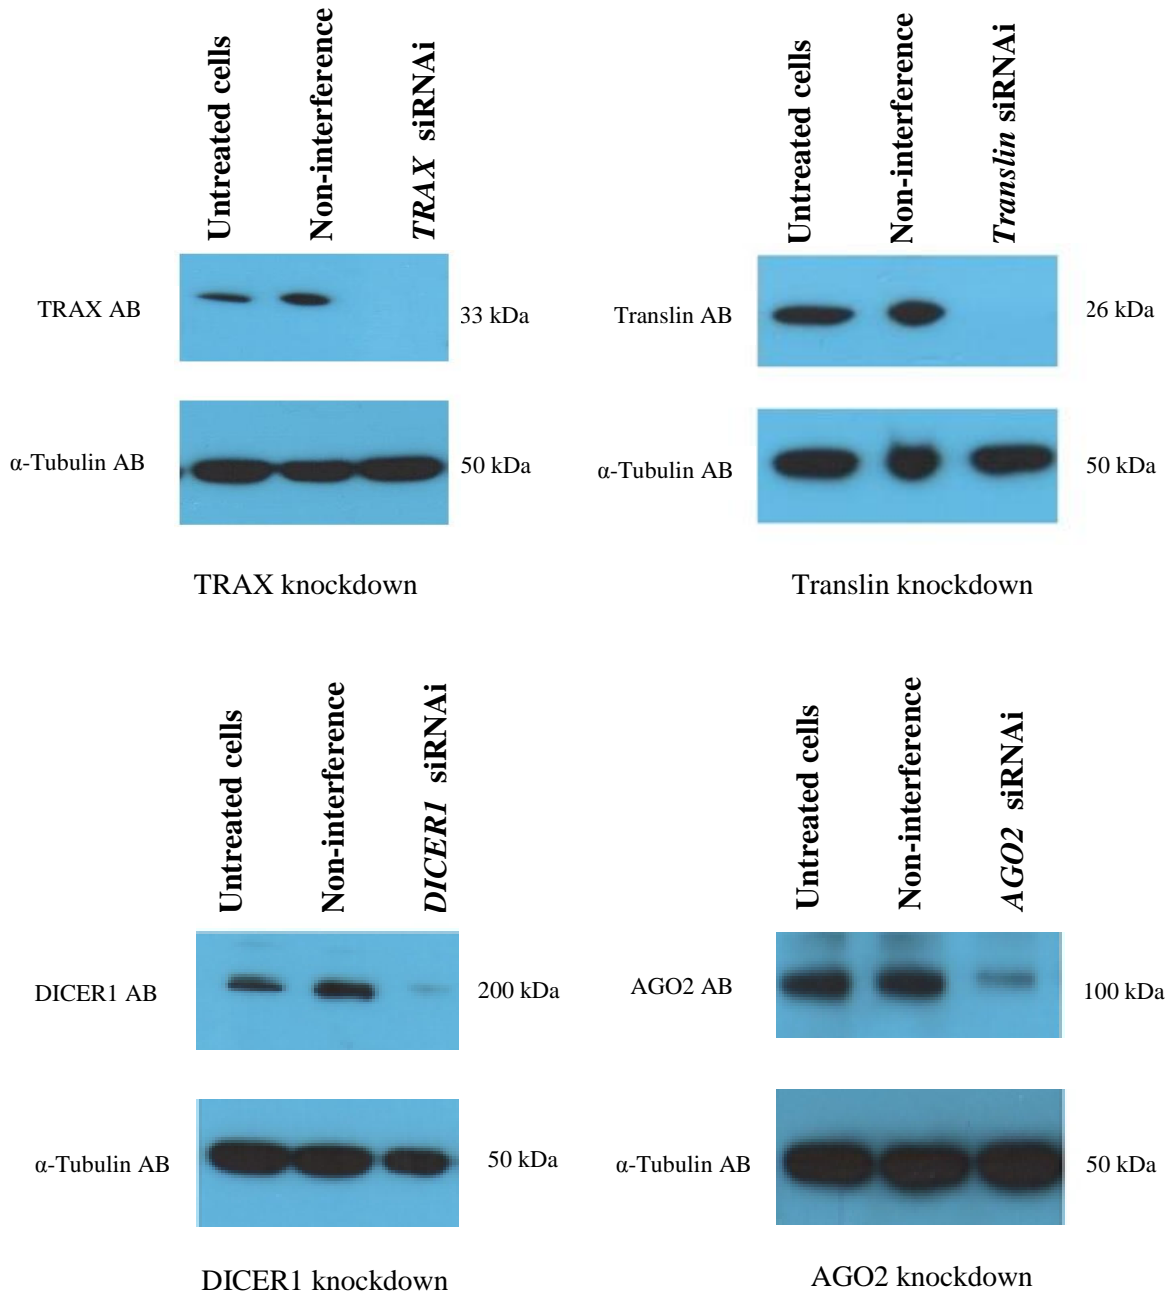 Untreated cells
Non-interference
TRAX siRNAi
TRAX AB
33 kDa
α-Tubulin AB
50 kDa
TRAX knockdown
Untreated cells
Non-interference
Translin siRNAi
Translin AB
26 kDa
α-Tubulin AB
50 kDa
Translin knockdown
Untreated cells
Non-interference
DICER1 siRNAi
DICER1 AB
200 kDa
α-Tubulin AB
50 kDa
DICER1 knockdown
Untreated cells
Non-interference
AGO2 siRNAi
AGO2 AB
100 kDa
α-Tubulin AB
50 kDa
AGO2 knockdown